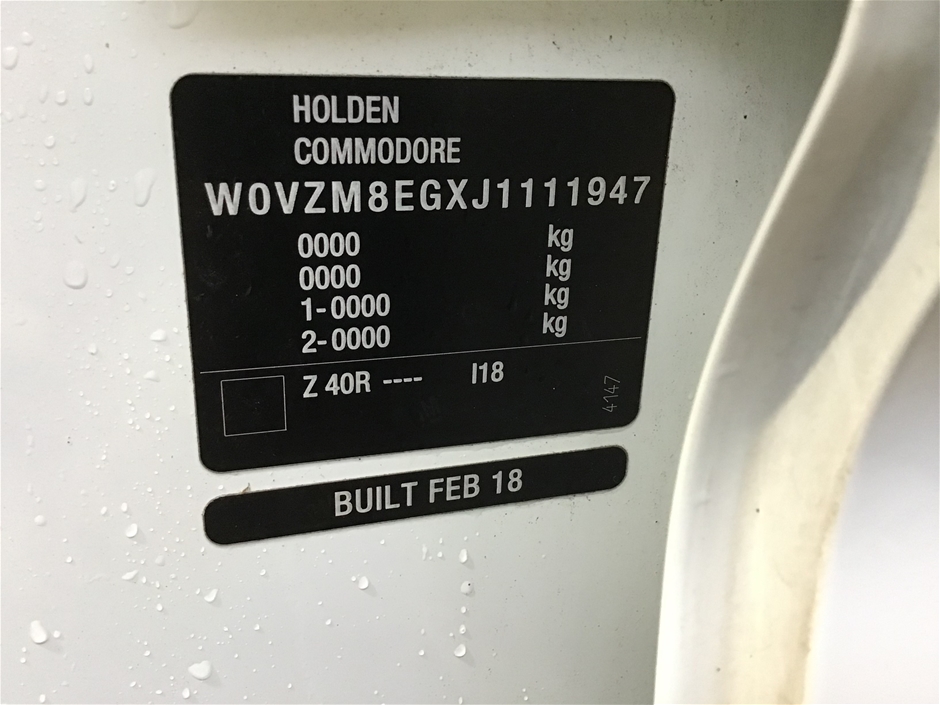 HOLDEN
COMMODORE
W0VZM8EGXJ1111947
0000 kg
0000 kg
1-0000 kg
2-0000 kg
Z 40R ---- I18
4147
BUILT FEB 18